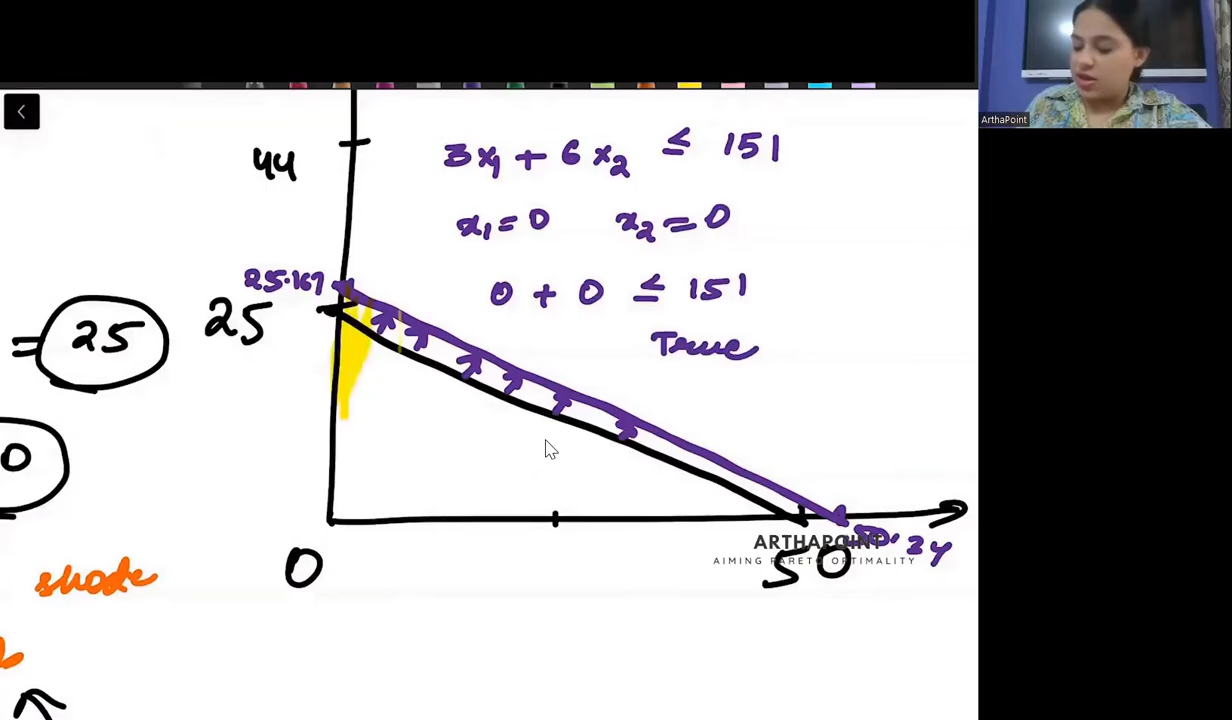 44
3x₁ + 6x₂ ≤ 151
x₁ = 0 x₂ = 0
25.167
0 + 0 ≤ 151
= 25
25
True
0
ARTHAPOINT
AIMING PARETO OPTIMALITY
0
50
shade
ArthaPoint